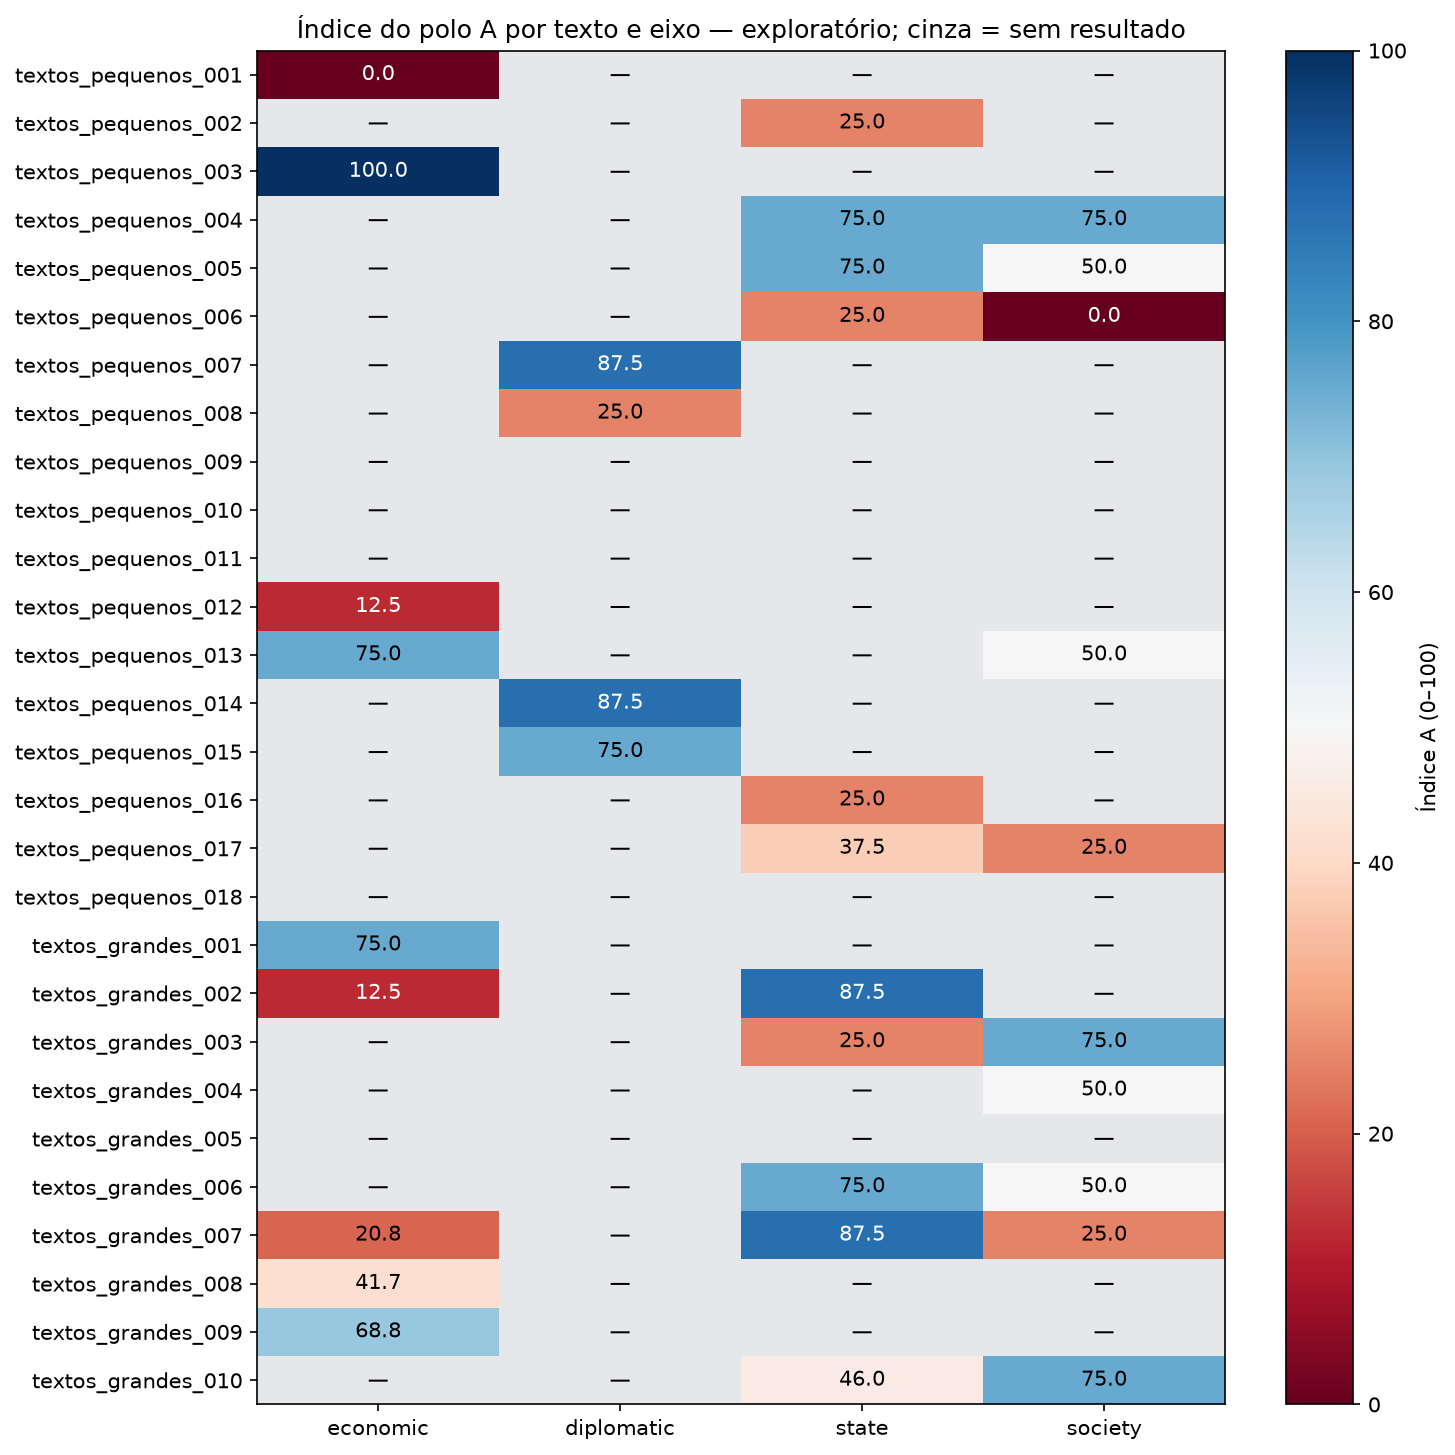 Índice do polo A por texto e eixo — exploratório; cinza = sem resultado
textos_pequenos_001 0.0 — — —
textos_pequenos_002 — — 25.0 —
textos_pequenos_003 100.0 — — —
textos_pequenos_004 — — 75.0 75.0
textos_pequenos_005 — — 75.0 50.0
textos_pequenos_006 — — 25.0 0.0
textos_pequenos_007 — 87.5 — —
textos_pequenos_008 — 25.0 — —
textos_pequenos_009 — — — —
textos_pequenos_010 — — — —
textos_pequenos_011 — — — —
textos_pequenos_012 12.5 — — —
textos_pequenos_013 75.0 — — 50.0
textos_pequenos_014 — 87.5 — —
textos_pequenos_015 — 75.0 — —
textos_pequenos_016 — — 25.0 —
textos_pequenos_017 — — 37.5 25.0
textos_pequenos_018 — — — —
textos_grandes_001 75.0 — — —
textos_grandes_002 12.5 — 87.5 —
textos_grandes_003 — — 25.0 75.0
textos_grandes_004 — — — 50.0
textos_grandes_005 — — — —
textos_grandes_006 — — 75.0 50.0
textos_grandes_007 20.8 — 87.5 25.0
textos_grandes_008 41.7 — — —
textos_grandes_009 68.8 — — —
textos_grandes_010 — — 46.0 75.0
economic diplomatic state society
100
80
60
40
20
0
Índice A (0–100)